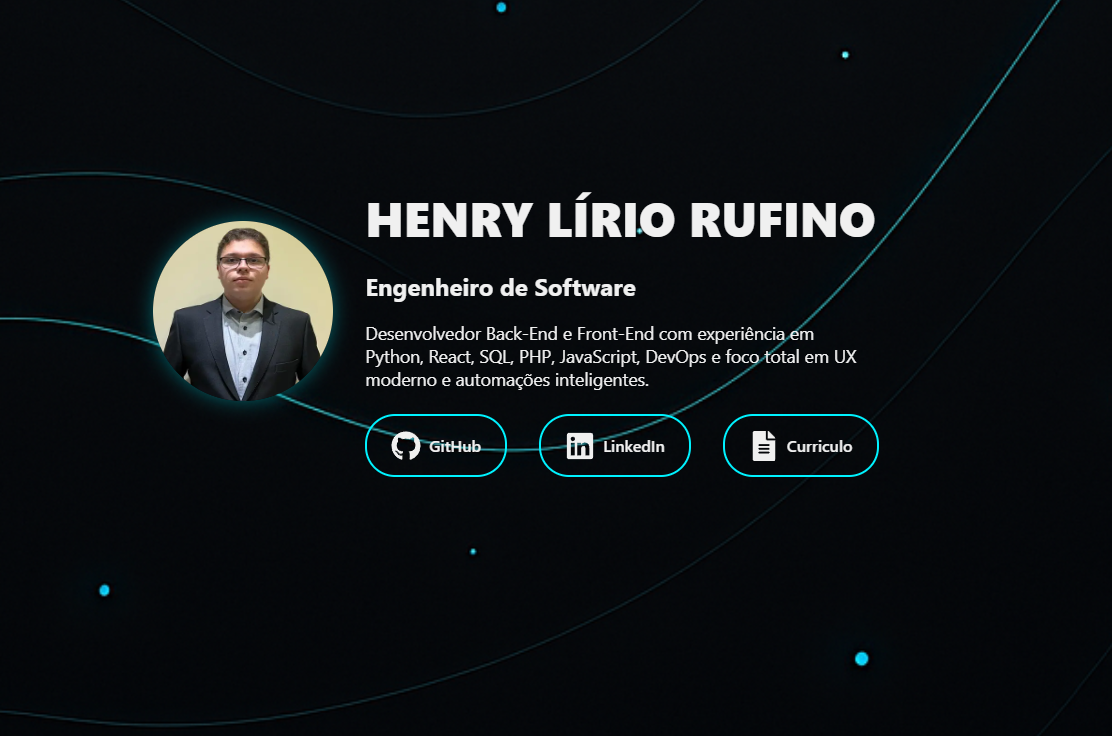 HENRY LÍRIO RUFINO
Engenheiro de Software
Desenvolvedor Back-End e Front-End com experiência em
Python, React, SQL, PHP, JavaScript, DevOps e foco total em UX
moderno e automações inteligentes.
GitHub
LinkedIn
Curriculo